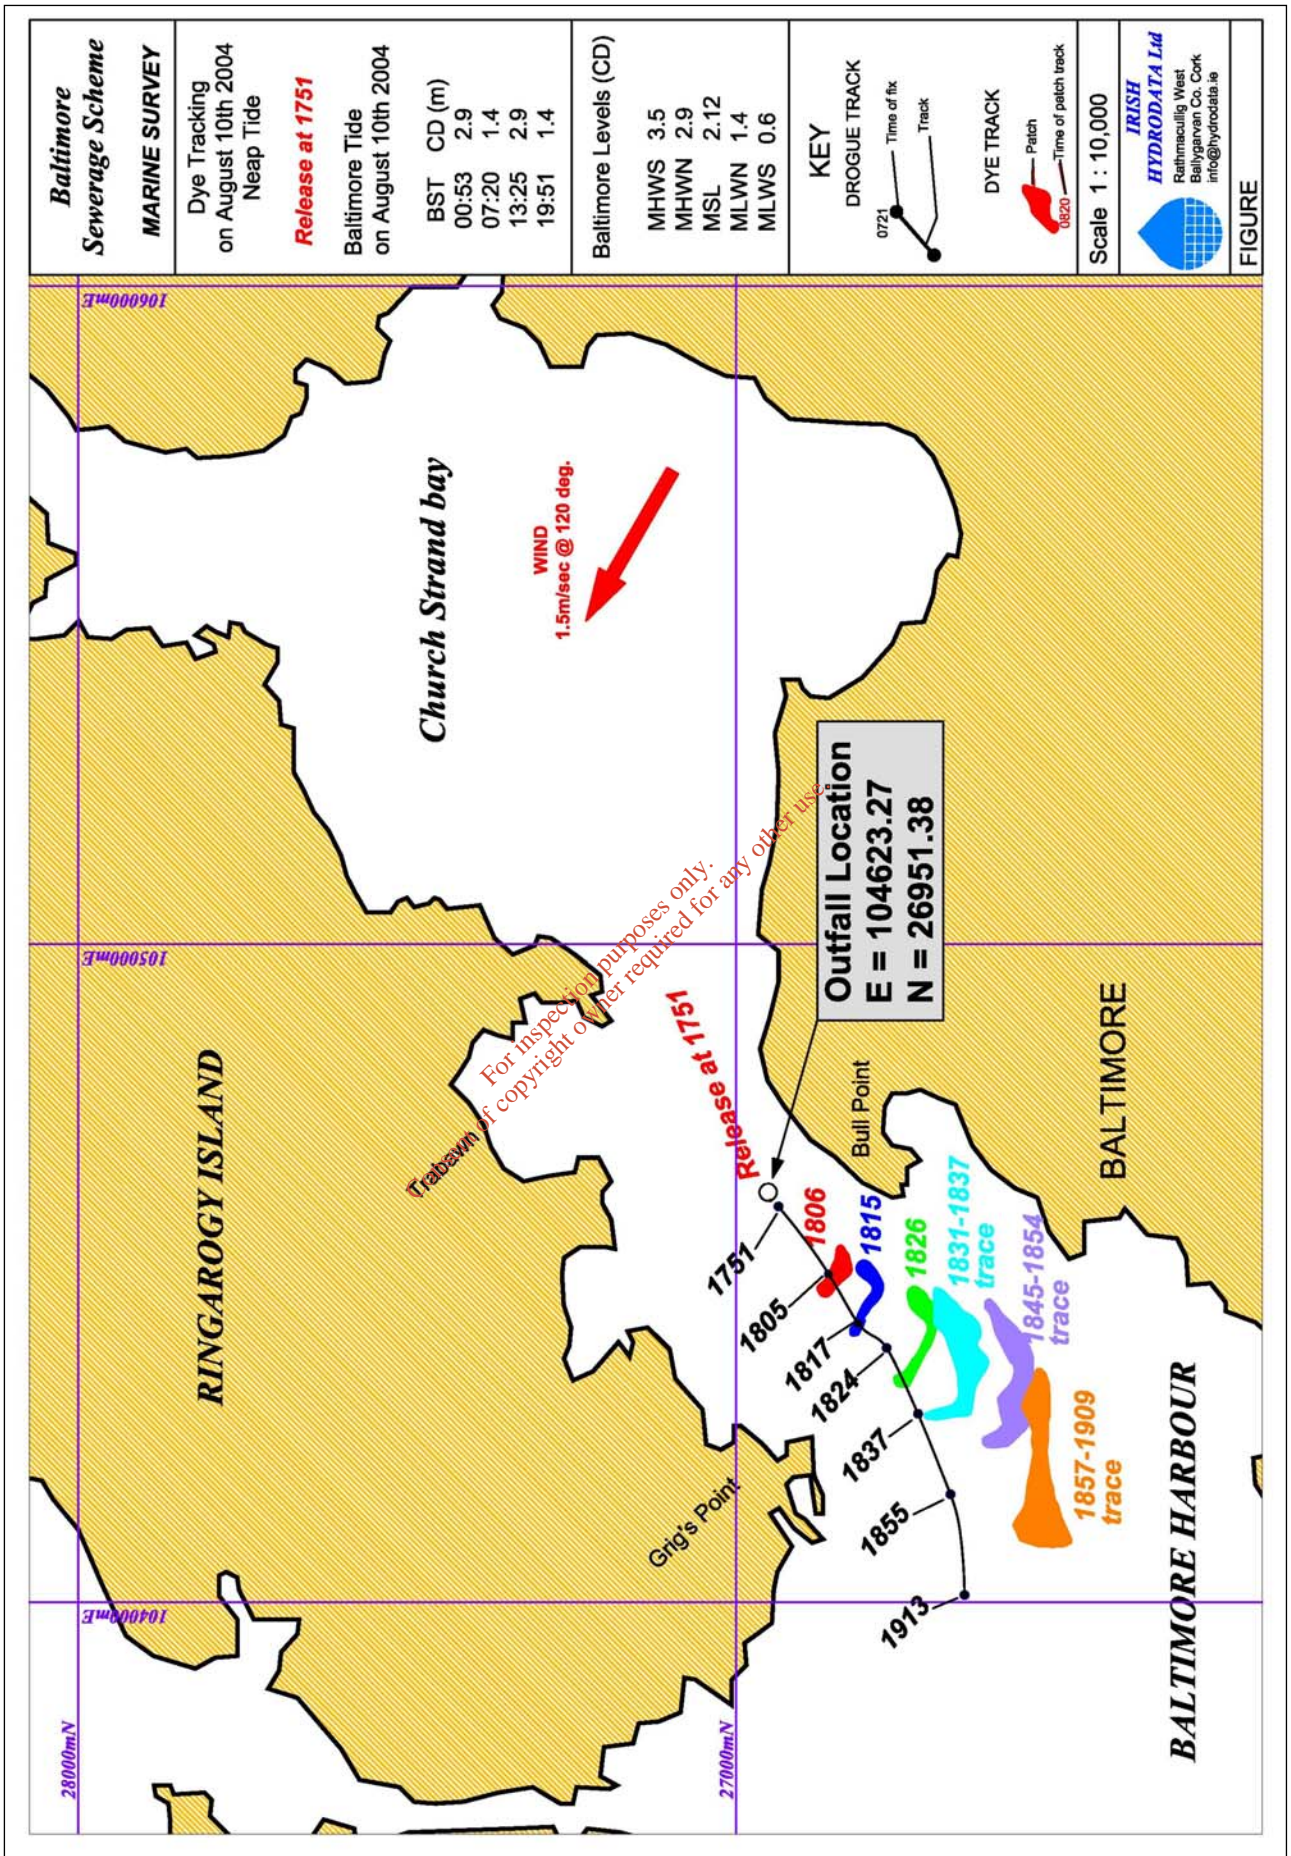 Baltimore
Sewerage Scheme
MARINE SURVEY
Dye Tracking
on August 10th 2004
Neap Tide
Release at 1751
Baltimore Tide
on August 10th 2004
BST CD (m)
00:53 2.9
07:20 1.4
13:25 2.9
19:51 1.4
Baltimore Levels (CD)
MHWS 3.5
MHWN 2.9
MSL 2.12
MLWN 1.4
MLWS 0.6
KEY
DROGUE TRACK
0721
Time of fix
Track
DYE TRACK
Patch
0820
Time of patch track
Scale 1 : 10,000
IRISH
HYDRODATA Ltd
Rathmacullig West
Ballygarvan Co. Cork
info@hydrodata.ie
FIGURE
28000mN
27000mN
104000mE
105000mE
106000mE
RINGAROGY ISLAND
Church Strand bay
WIND
1.5m/sec @ 120 deg.
Trabawn
Grig's Point
Release at 1751
Outfall Location
E = 104623.27
N = 26951.38
Bull Point
BALTIMORE
BALTIMORE HARBOUR
1751
1805
1817
1824
1837
1855
1913
1806
1815
1826
1831-1837
trace
1845-1854
trace
1857-1909
trace
For inspection purposes only.
of copyright owner required for any other use.